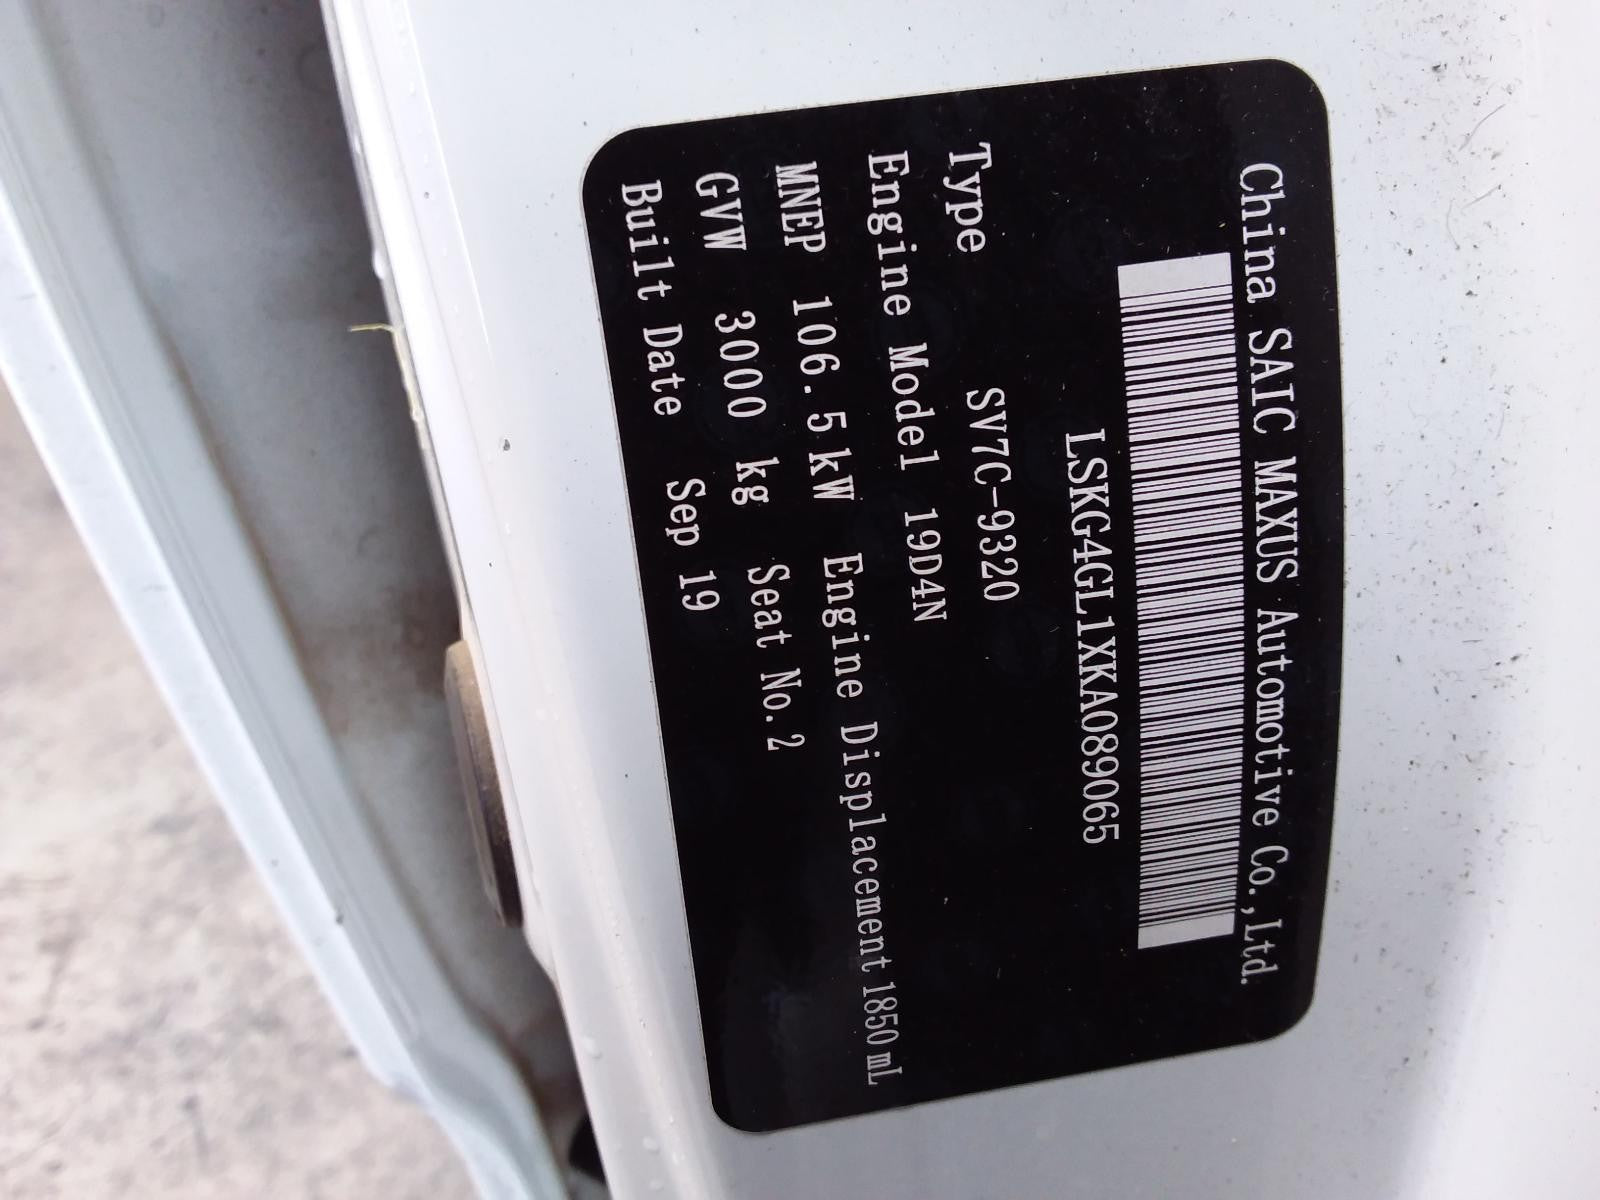 China SAIC MAXUS Automotive Co.,Ltd.
LSKG4GL1XKA089065
Type SV7C-9320
Engine Model 19D4N
MNEP 106.5kW Engine Displacement 1850mL
GVW 3000 kg Seat No.2
Built Date Sep 19